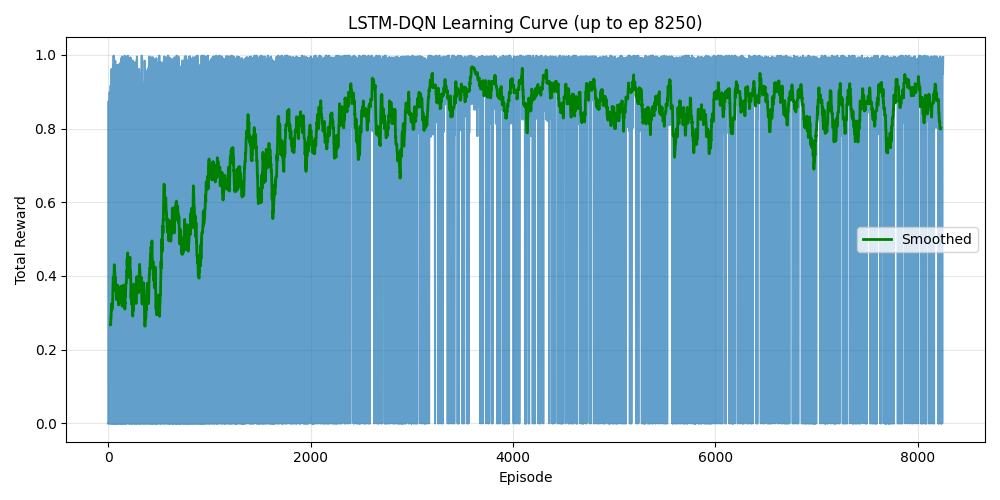 LSTM-DQN Learning Curve (up to ep 8250)
1.0
0.8
0.6
0.4
0.2
0.0
Total Reward
Smoothed
0 2000 4000 6000 8000
Episode